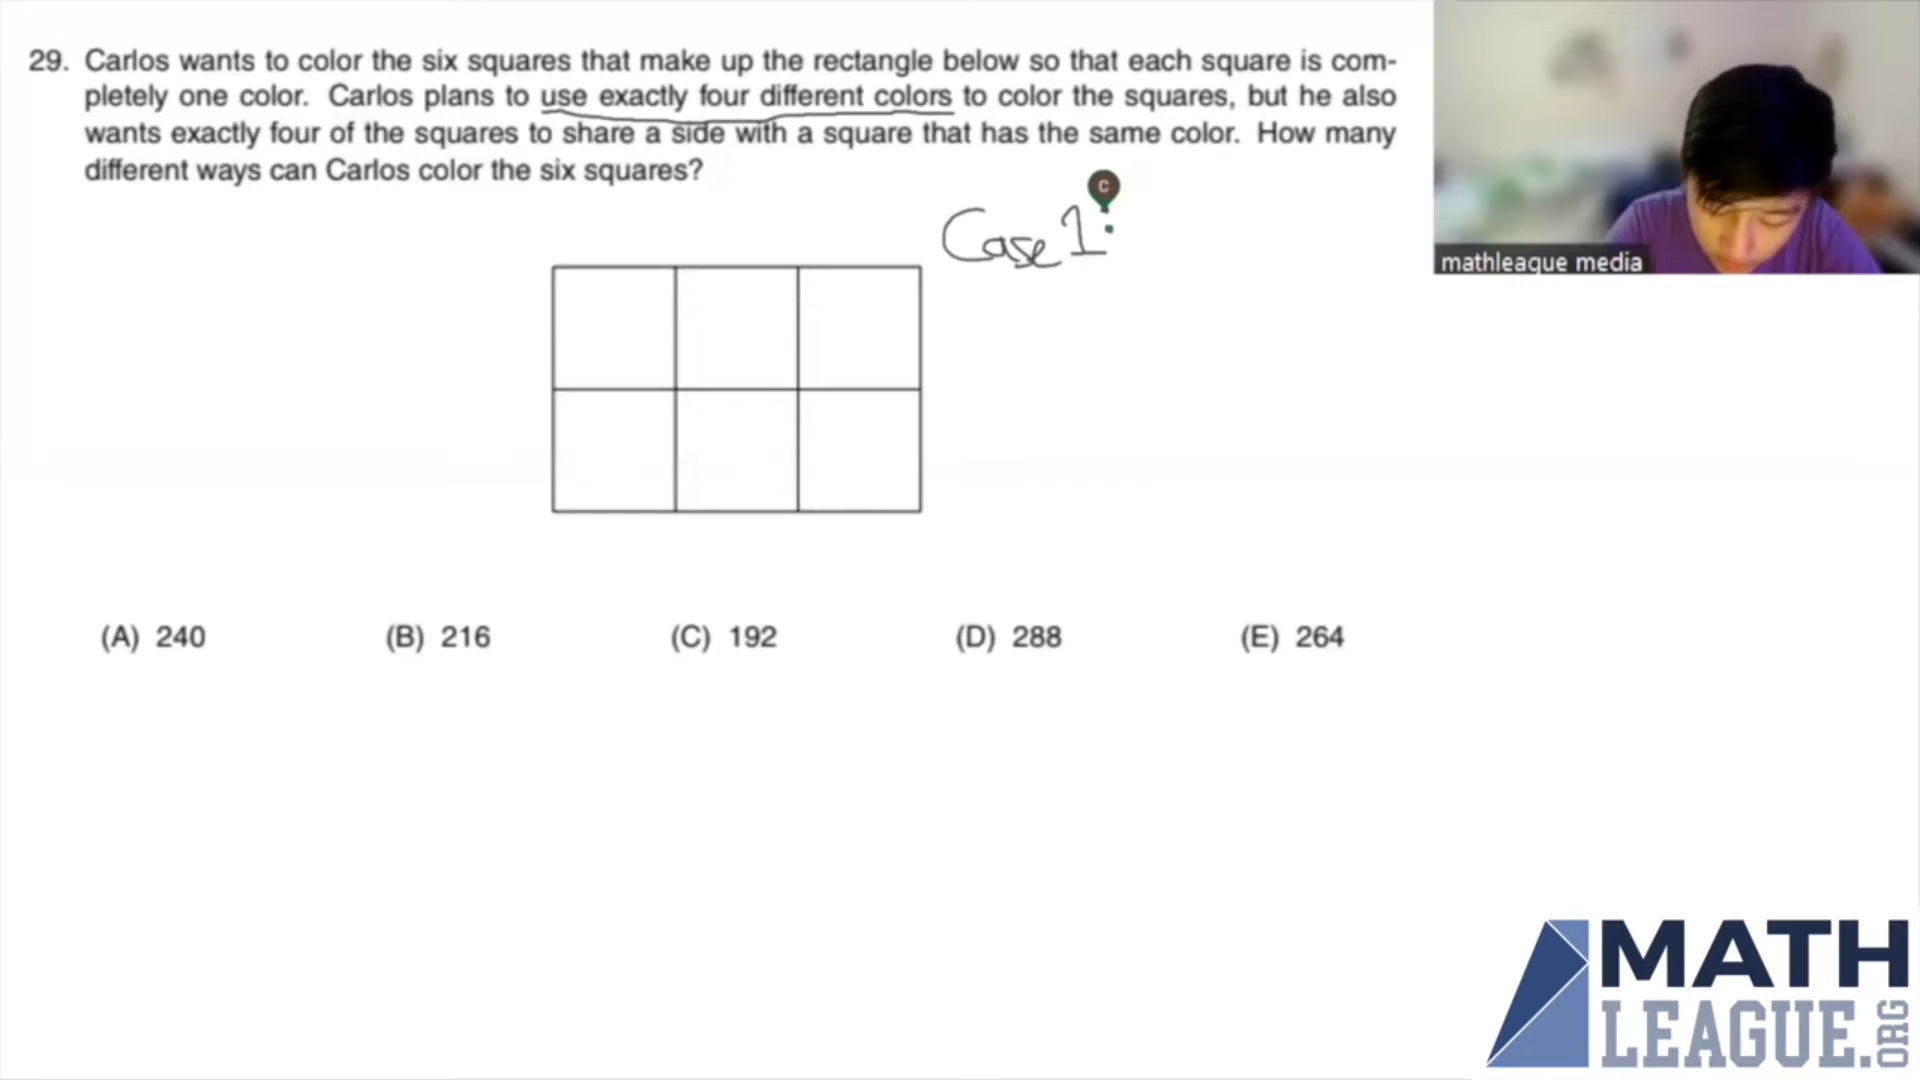 29. Carlos wants to color the six squares that make up the rectangle below so that each square is com-
pletely one color. Carlos plans to use exactly four different colors to color the squares, but he also
wants exactly four of the squares to share a side with a square that has the same color. How many
different ways can Carlos color the six squares?
C
Case 1:
mathleague media
(A) 240 (B) 216 (C) 192 (D) 288 (E) 264
MATH
LEAGUE.ORG